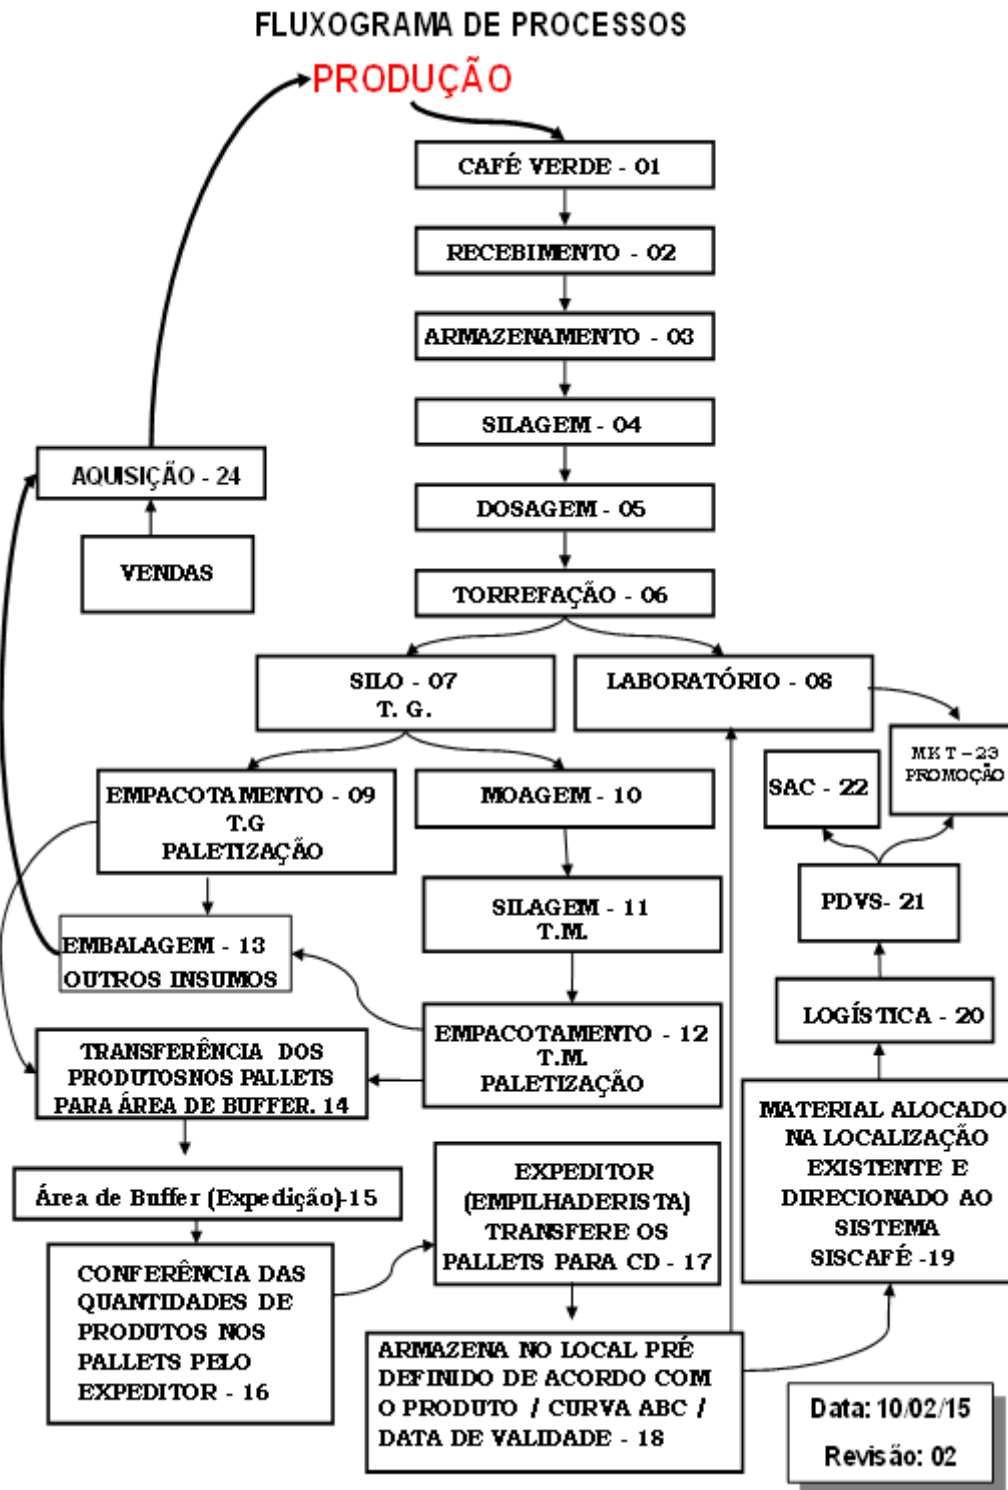 FLUXOGRAMA DE PROCESSOS
PRODUÇÃO
CAFÉ VERDE - 01
RECEBIMENTO - 02
ARMAZENAMENTO - 03
SILAGEM - 04
AQUISIÇÃO - 24
DOSAGEM - 05
VENDAS
TORREFAÇÃO - 06
SILO - 07
T. G.
LABORATÓRIO - 08
MKT - 23
PROMOÇÃO
SAC - 22
EMPACOTAMENTO - 09
T.G
PALETIZAÇÃO
MOAGEM - 10
SILAGEM - 11
T.M.
PDVS- 21
EMBALAGEM - 13
OUTROS INSUMOS
LOGÍSTICA - 20
EMPACOTAMENTO - 12
T.M.
PALETIZAÇÃO
TRANSFERÊNCIA DOS
PRODUTOSNOS PALLETS
PARA ÁREA DE BUFFER. 14
MATERIAL ALOCADO
NA LOCALIZAÇÃO
EXISTENTE E
DIRECIONADO AO
SISTEMA
SISCAFÉ -19
Área de Buffer (Expedição)-15
EXPEDITOR
(EMPILHADERISTA)
TRANSFERE OS
PALLETS PARA CD - 17
CONFERÊNCIA DAS
QUANTIDADES DE
PRODUTOS NOS
PALLETS PELO
EXPEDITOR - 16
ARMAZENA NO LOCAL PRÉ
DEFINIDO DE ACORDO COM
O PRODUTO / CURVA ABC /
DATA DE VALIDADE - 18
Data: 10/02/15
Revisão: 02